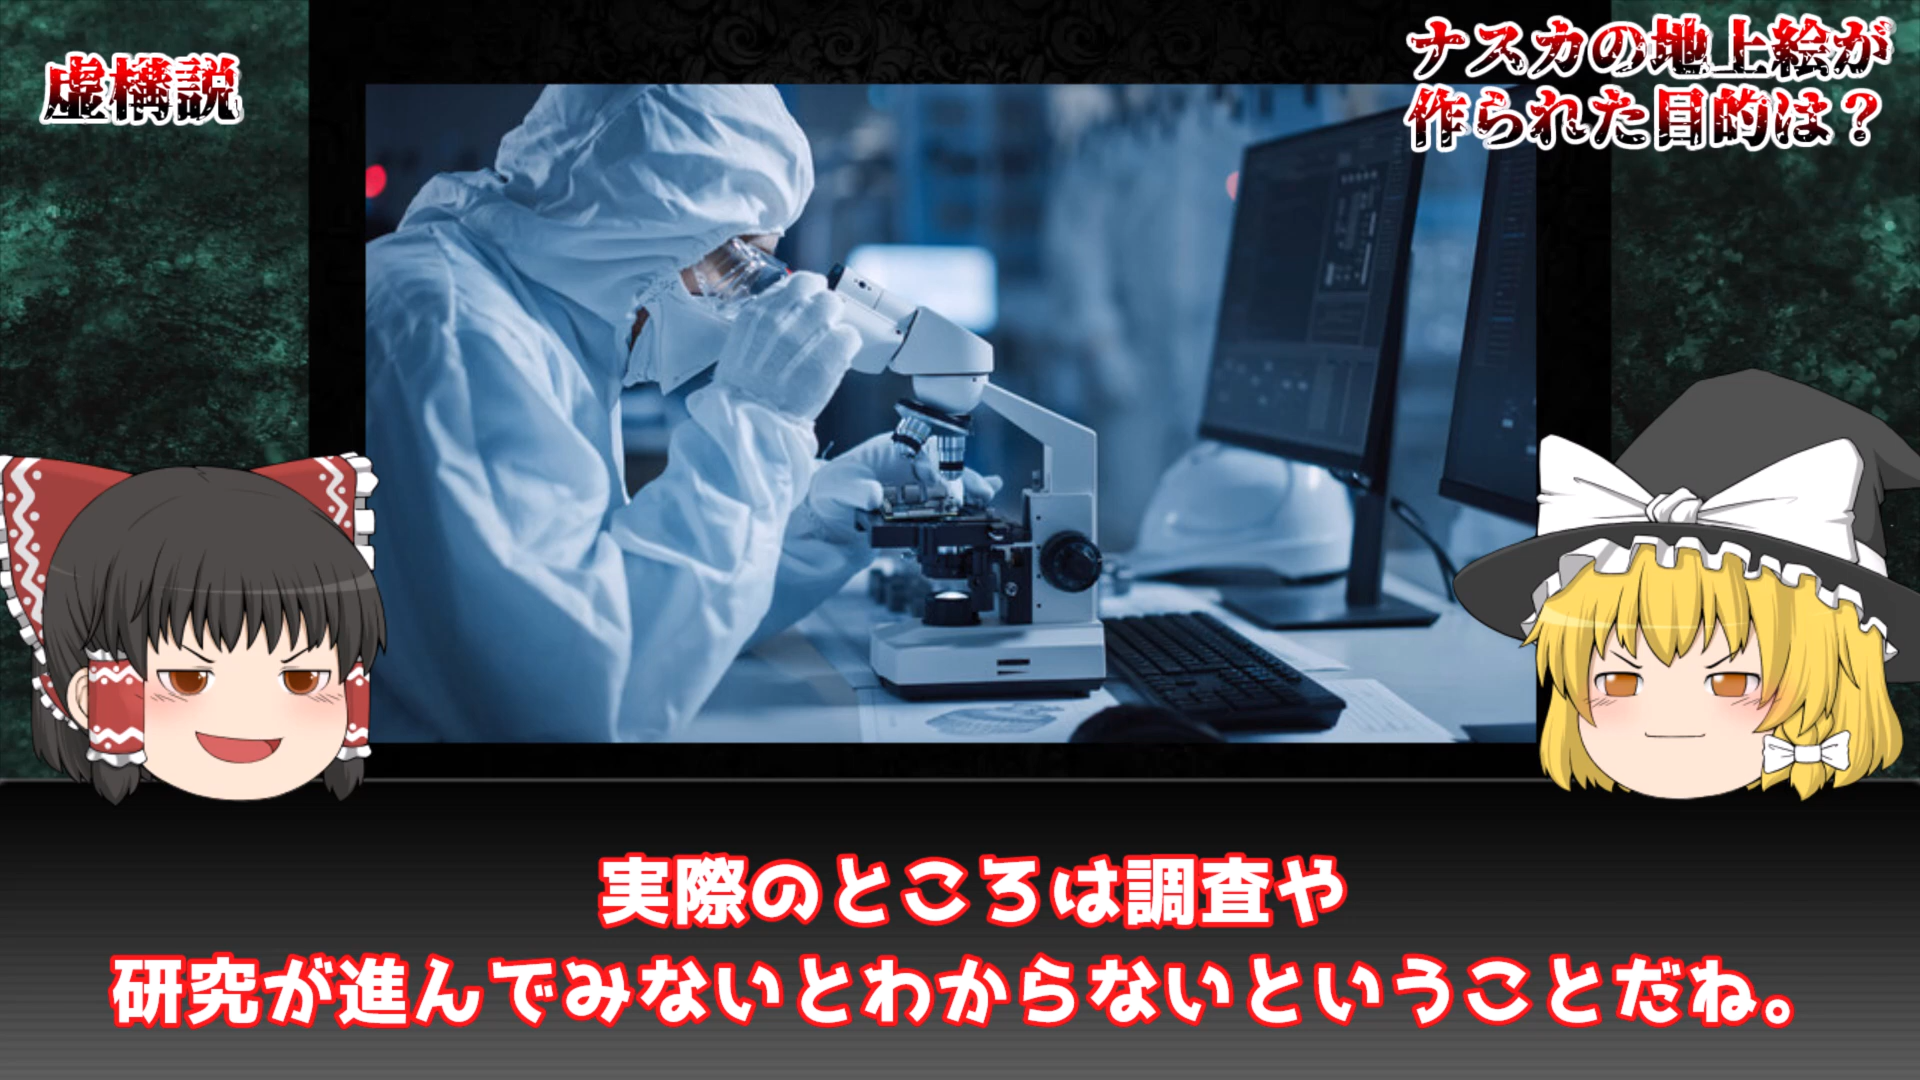 虚構説
ナスカの地上絵が
作られた目的は？
実際のところは調査や
研究が進んでみないとわからないということだね。